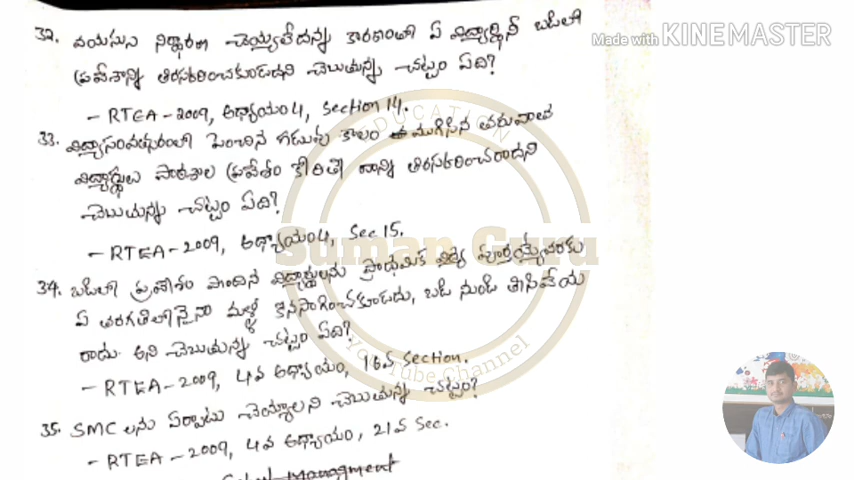 32. వయసును నిర్ధారణ చెయ్యలేదన్న కారణంతో ఏ విద్యార్థినీ బడిలో
ప్రవేశాన్ని తిరస్కరించకూడదని చెబుతున్న చట్టం ఏది?
- RTEA-2009, అధ్యాయం 4, section 14.
33. విద్యాసంవత్సరంలో పెంచిన గడువు కాలం ముగిసిన తరువాత
విద్యార్థులు పాఠశాల ప్రవేశం కోరితే దాన్ని తిరస్కరించరాదని
చెబుతున్న చట్టం ఏది?
- RTEA-2009, అధ్యాయం 4, Sec 15.
34. బడిలో ప్రవేశం పొందిన విద్యార్థులను ప్రాథమిక విద్య పూర్తయ్యేవరకు
ఏ తరగతిలోనైనా మళ్లీ కొనసాగించకూడదు, బడి నుండి తీసివేయ
రాదు అని చెబుతున్న చట్టం ఏది?
- RTEA-2009, 4వ అధ్యాయం, 16వ section.
35. SMC లను ఏర్పాటు చెయ్యాలని చెబుతున్న చట్టం?
- RTEA-2009, 4వ అధ్యాయం, 21వ Sec.
Managment
Made with KINEMASTER
EDUCATION
Suman Guru
YouTube Channel